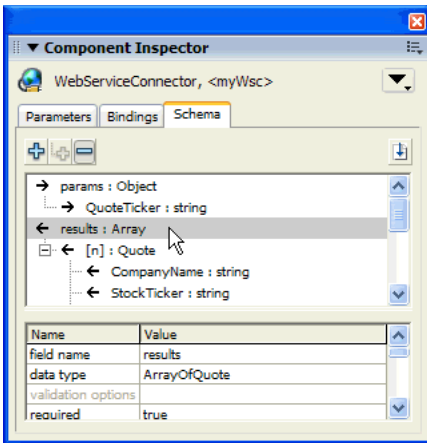 Component Inspector
WebServiceConnector, <myWsc>
Parameters Bindings Schema
params : Object
QuoteTicker : string
results : Array
[n] : Quote
CompanyName : string
StockTicker : string
Name Value
field name results
data type ArrayOfQuote
validation options
required true